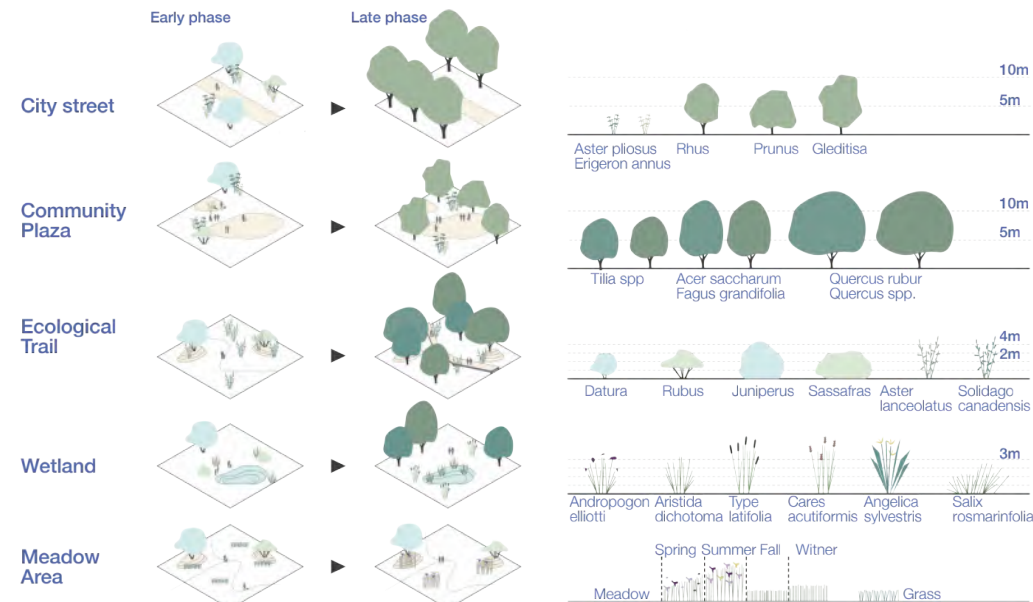 Early phase
Late phase
City street
Community
Plaza
Ecological
Trail
Wetland
Meadow
Area
10m
5m
Aster pliosus
Erigeron annus
Rhus
Prunus
Gleditisa
10m
5m
Tilia spp
Acer saccharum
Fagus grandifolia
Quercus rubur
Quercus spp.
4m
2m
Datura
Rubus
Juniperus
Sassafras
Aster
lanceolatus
Solidago
canadensis
3m
Andropogon
elliotti
Aristida
dichotoma
Type
latifolia
Cares
acutiformis
Angelica
sylvestris
Salix
rosmarinfolia
Spring
Summer
Fall
Witner
Meadow
Grass